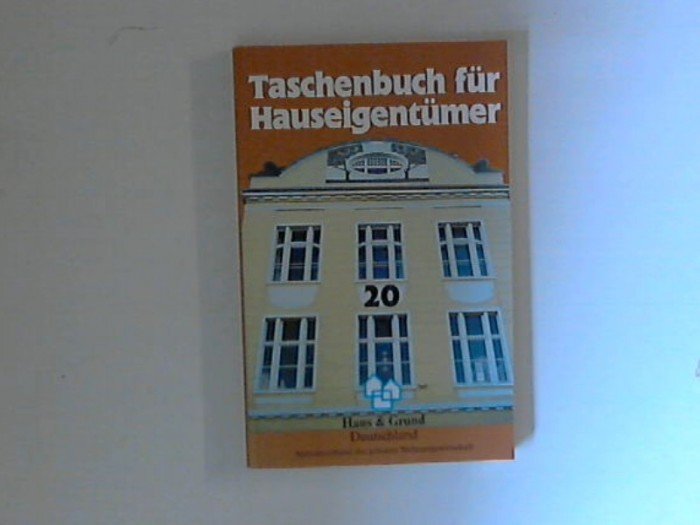 Taschenbuch für
Hauseigentümer
20
Haus & Grund
Deutschland